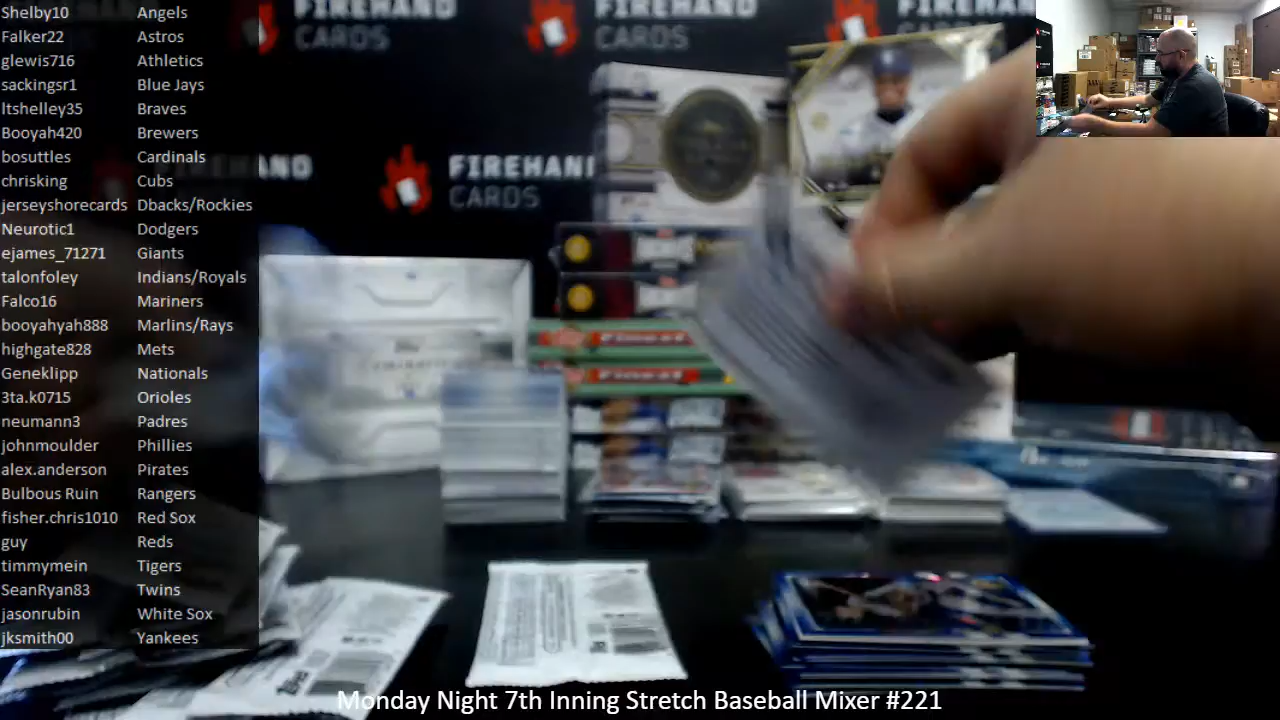 Shelby10 Angels
Falker22 Astros
glewis716 Athletics
sackingsr1 Blue Jays
ltshelley35 Braves
Booyah420 Brewers
bosuttles Cardinals
chrisking Cubs
jerseyshorecards Dbacks/Rockies
Neurotic1 Dodgers
ejames_71271 Giants
talonfoley Indians/Royals
Falco16 Mariners
booyahyah888 Marlins/Rays
highgate828 Mets
Geneklipp Nationals
3ta.k0715 Orioles
neumann3 Padres
johnmoulder Phillies
alex.anderson Pirates
Bulbous Ruin Rangers
fisher.chris1010 Red Sox
guy Reds
timmymein Tigers
SeanRyan83 Twins
jasonrubin White Sox
jksmith00 Yankees
FIREHAND
CARDS
FIREHAND
CARDS
FIREHAND
CARDS
FIREHAN
CARDS
Finest
Finest
Topps
Monday Night 7th Inning Stretch Baseball Mixer #221